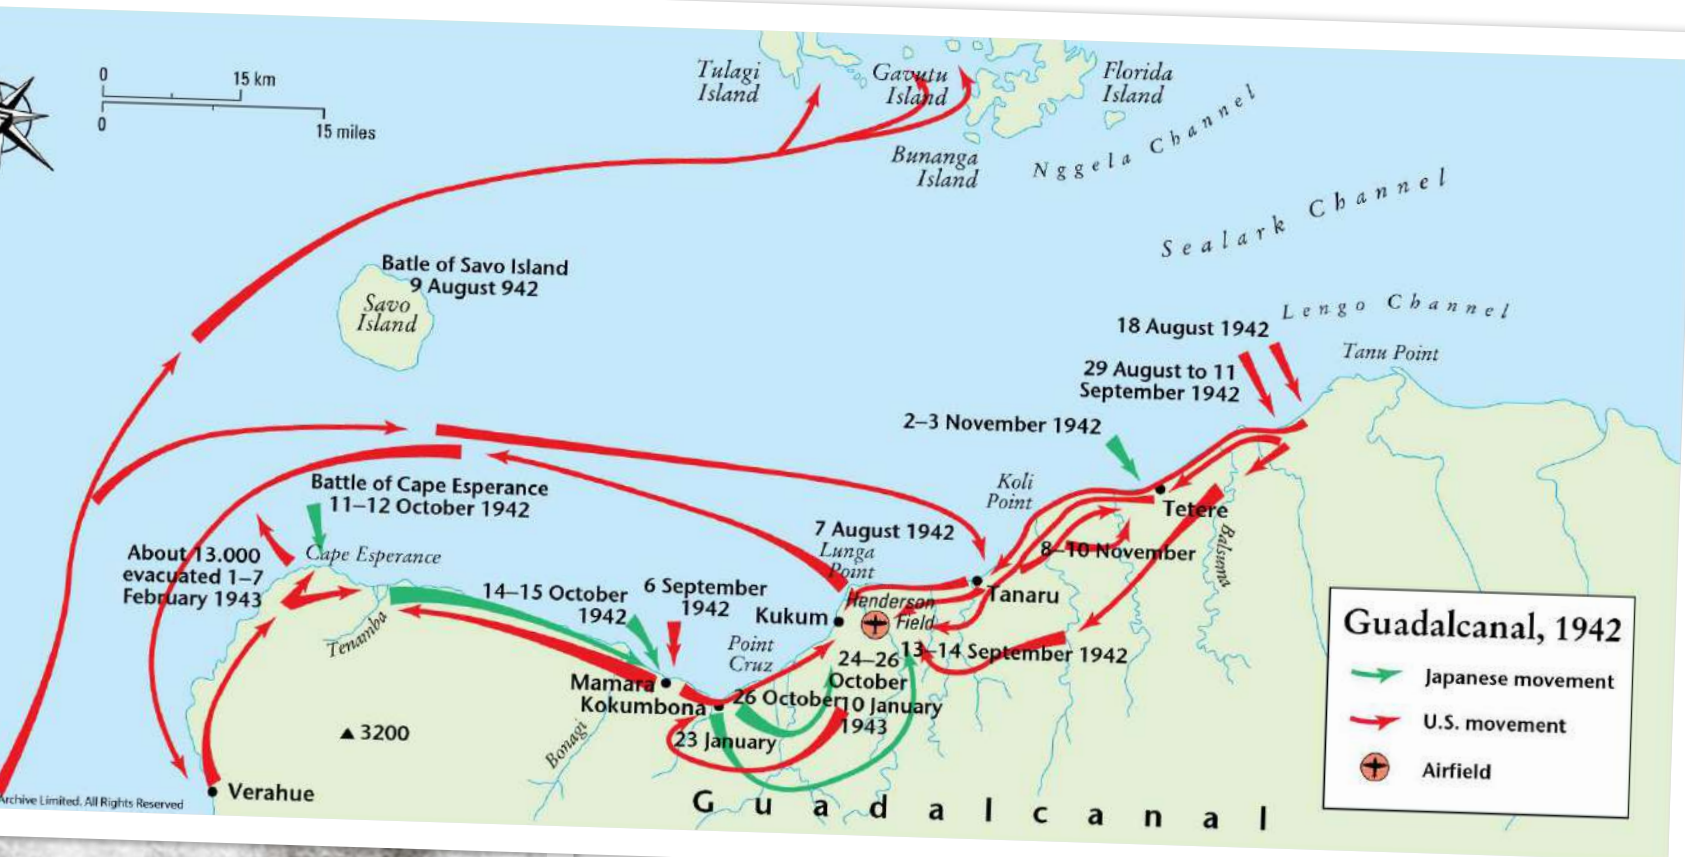 0
15 km
0
15 miles
Tulagi
Island
Gavutu
Island
Florida
Island
Bunanga
Island
Nggela Channel
Sealark Channel
Lengo Channel
Batle of Savo Island
9 August 942
Savo
Island
18 August 1942
Tanu Point
29 August to 11
September 1942
2–3 November 1942
Koli
Point
Tetere
Balsuna
8–10 November
Battle of Cape Esperance
11–12 October 1942
Cape Esperance
About 13.000
evacuated 1–7
February 1943
7 August 1942
Lunga
Point
14–15 October
1942
6 September
1942
Kukum
Henderson
Field
Tanaru
Tenamba
Point
Cruz
13–14 September 1942
24–26
October
Mamara
Kokumbona
26 October
10 January
1943
23 January
Bonagi
3200
Verahue
Guadalcanal
Guadalcanal, 1942
Japanese movement
U.S. movement
Airfield
Archive Limited. All Rights Reserved